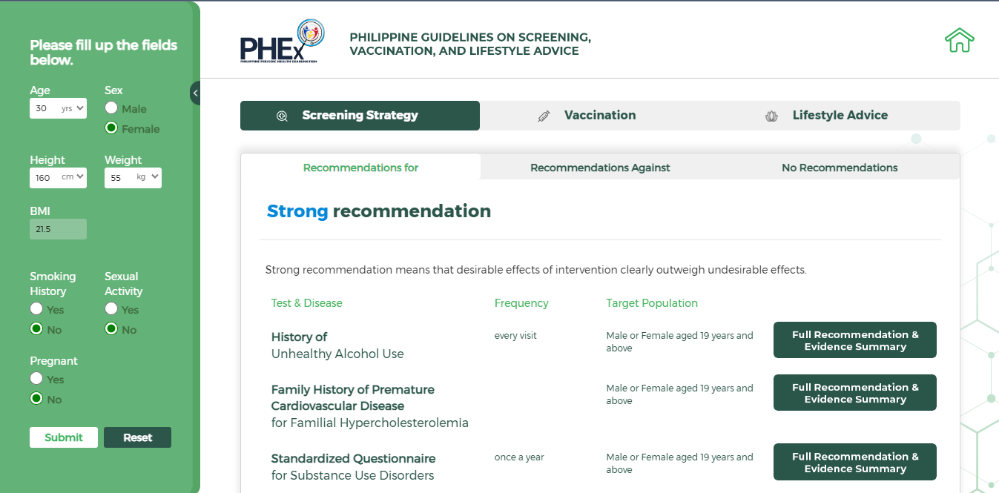 Please fill up the fields
below.
Age
Sex
30 yrs
Male
Female
Height
Weight
160 cm
55 kg
BMI
21.5
Smoking
History
Sexual
Activity
Yes
Yes
No
No
Pregnant
Yes
No
Submit
Reset
PHEx
PHILIPPINE PERIODIC HEALTH EXAMINATION
PHILIPPINE GUIDELINES ON SCREENING,
VACCINATION, AND LIFESTYLE ADVICE
Screening Strategy
Vaccination
Lifestyle Advice
Recommendations for
Recommendations Against
No Recommendations
Strong recommendation
Strong recommendation means that desirable effects of intervention clearly outweigh undesirable effects.
Test & Disease
Frequency
Target Population
History of
Unhealthy Alcohol Use
every visit
Male or Female aged 19 years and
above
Full Recommendation &
Evidence Summary
Family History of Premature
Cardiovascular Disease
for Familial Hypercholesterolemia
Male or Female aged 19 years and
above
Full Recommendation &
Evidence Summary
Standardized Questionnaire
for Substance Use Disorders
once a year
Male or Female aged 19 years and
above
Full Recommendation &
Evidence Summary